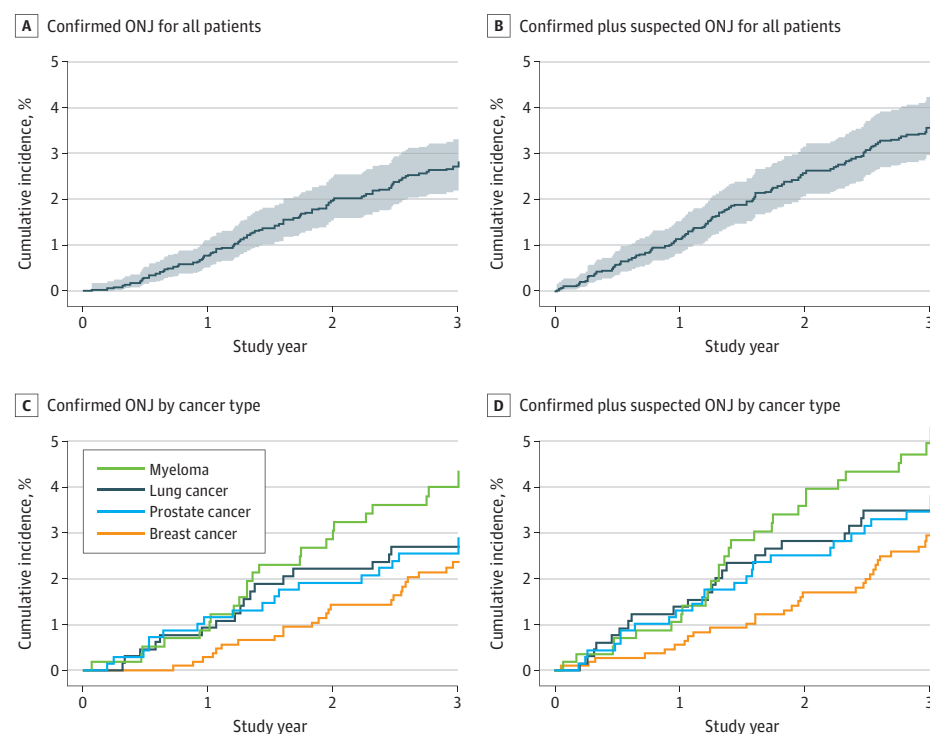 A Confirmed ONJ for all patients
Cumulative incidence, %
5
4
3
2
1
0
0 1 2 3
Study year
B Confirmed plus suspected ONJ for all patients
Cumulative incidence, %
5
4
3
2
1
0
0 1 2 3
Study year
C Confirmed ONJ by cancer type
Cumulative incidence, %
5
4
3
2
1
0
Myeloma
Lung cancer
Prostate cancer
Breast cancer
0 1 2 3
Study year
D Confirmed plus suspected ONJ by cancer type
Cumulative incidence, %
5
4
3
2
1
0
0 1 2 3
Study year